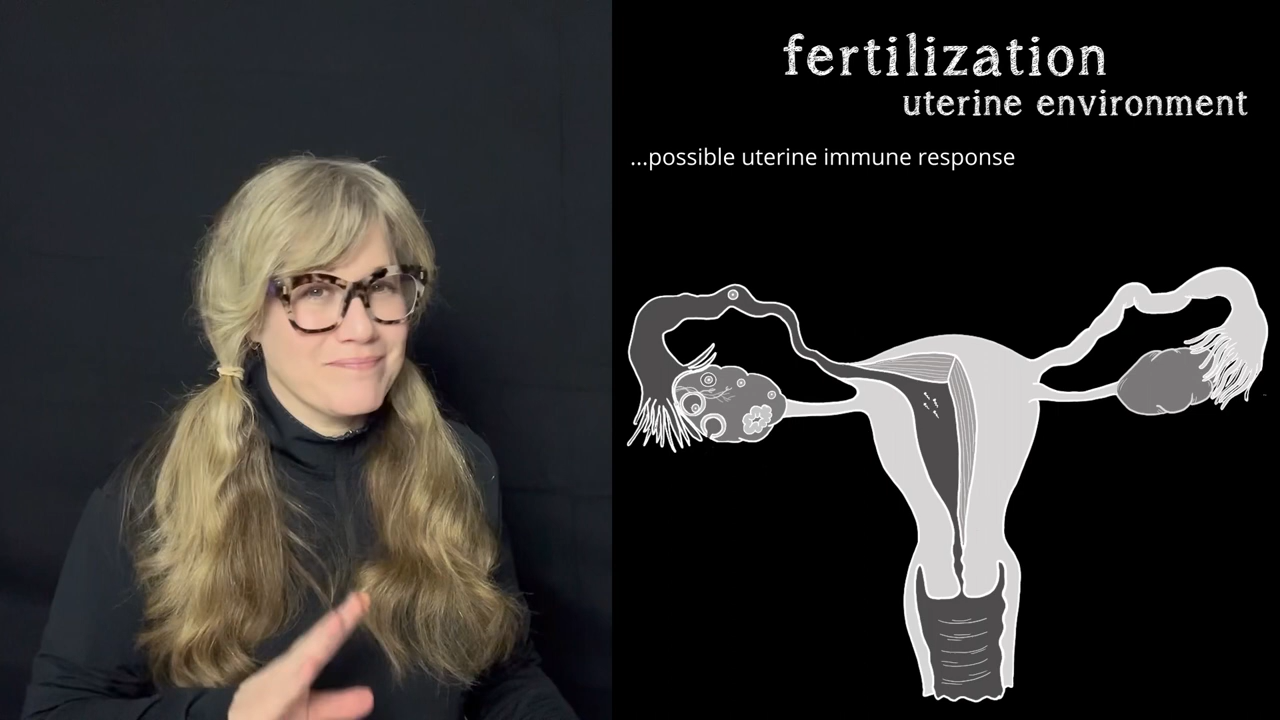 fertilization
uterine environment
...possible uterine immune response